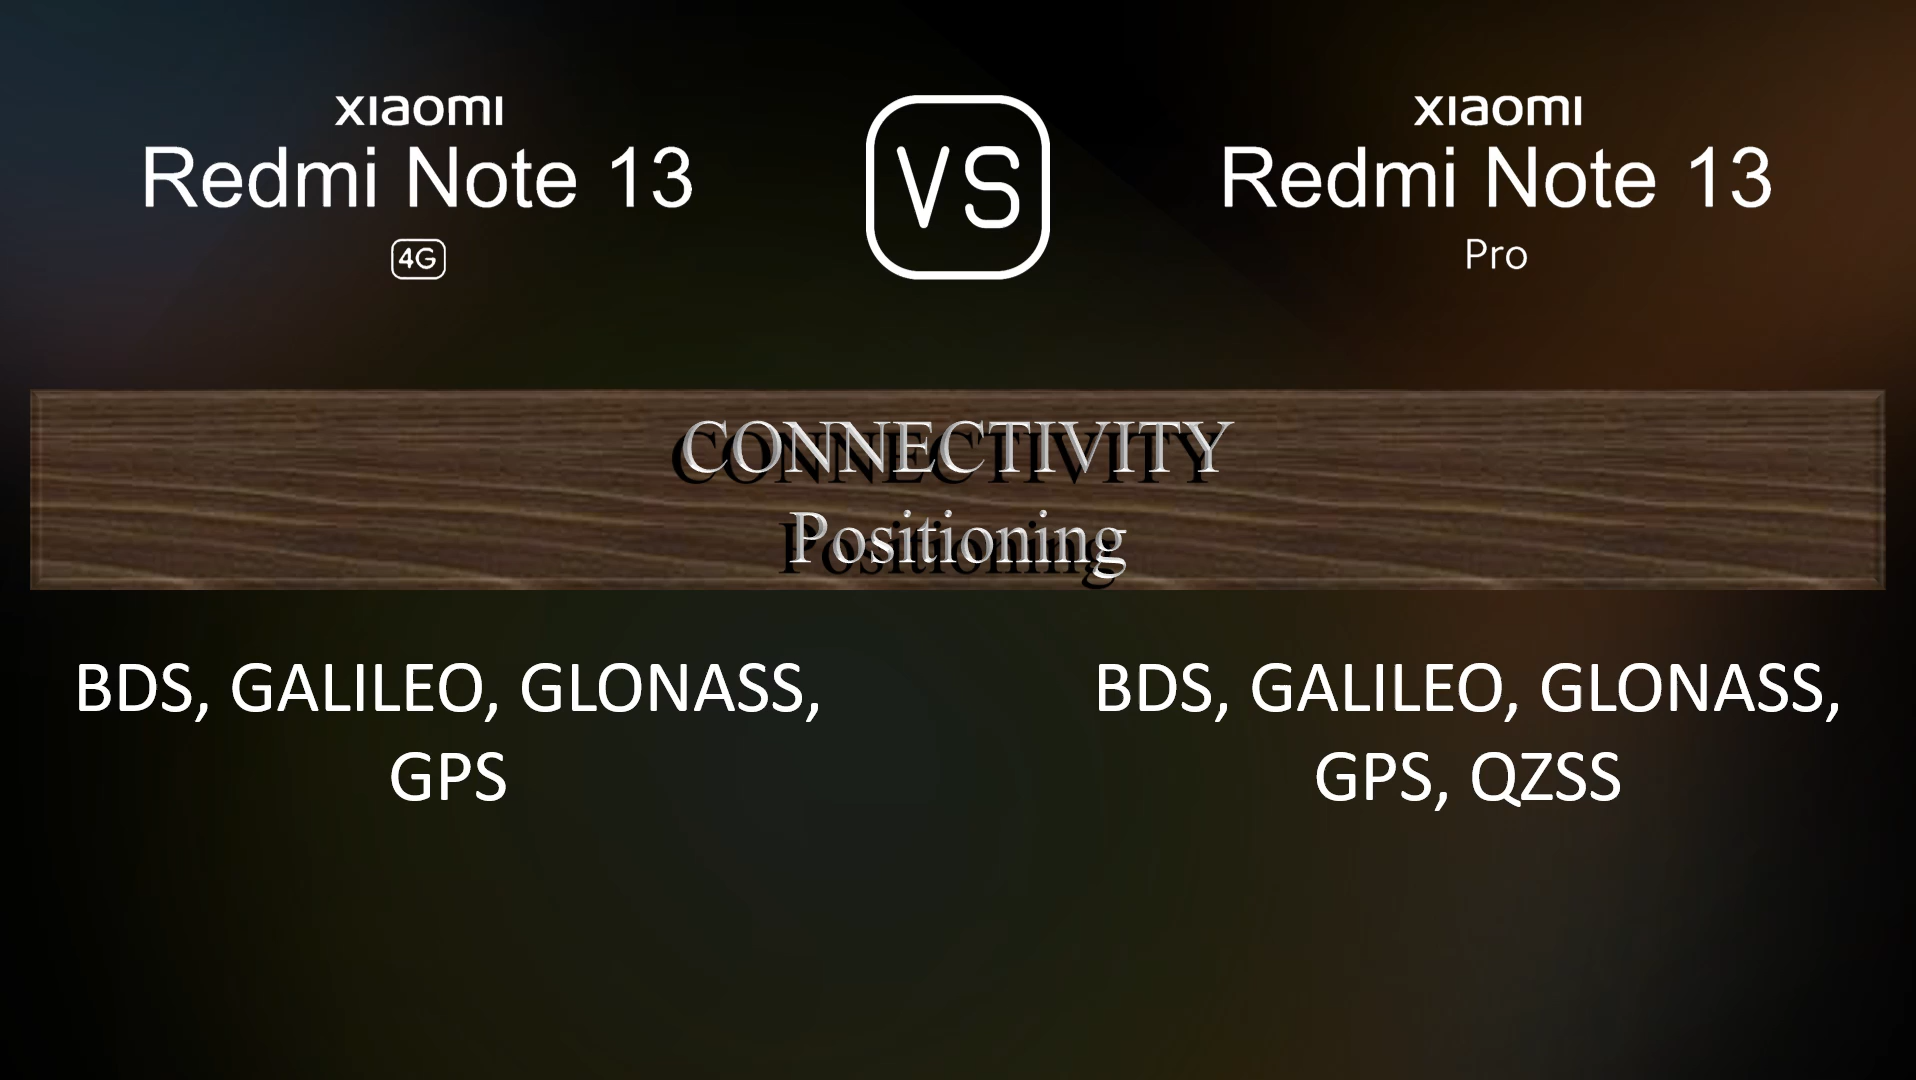 xiaomi
Redmi Note 13
4G
VS
xiaomi
Redmi Note 13
Pro
CONNECTIVITY
Positioning
BDS, GALILEO, GLONASS,
GPS
BDS, GALILEO, GLONASS,
GPS, QZSS